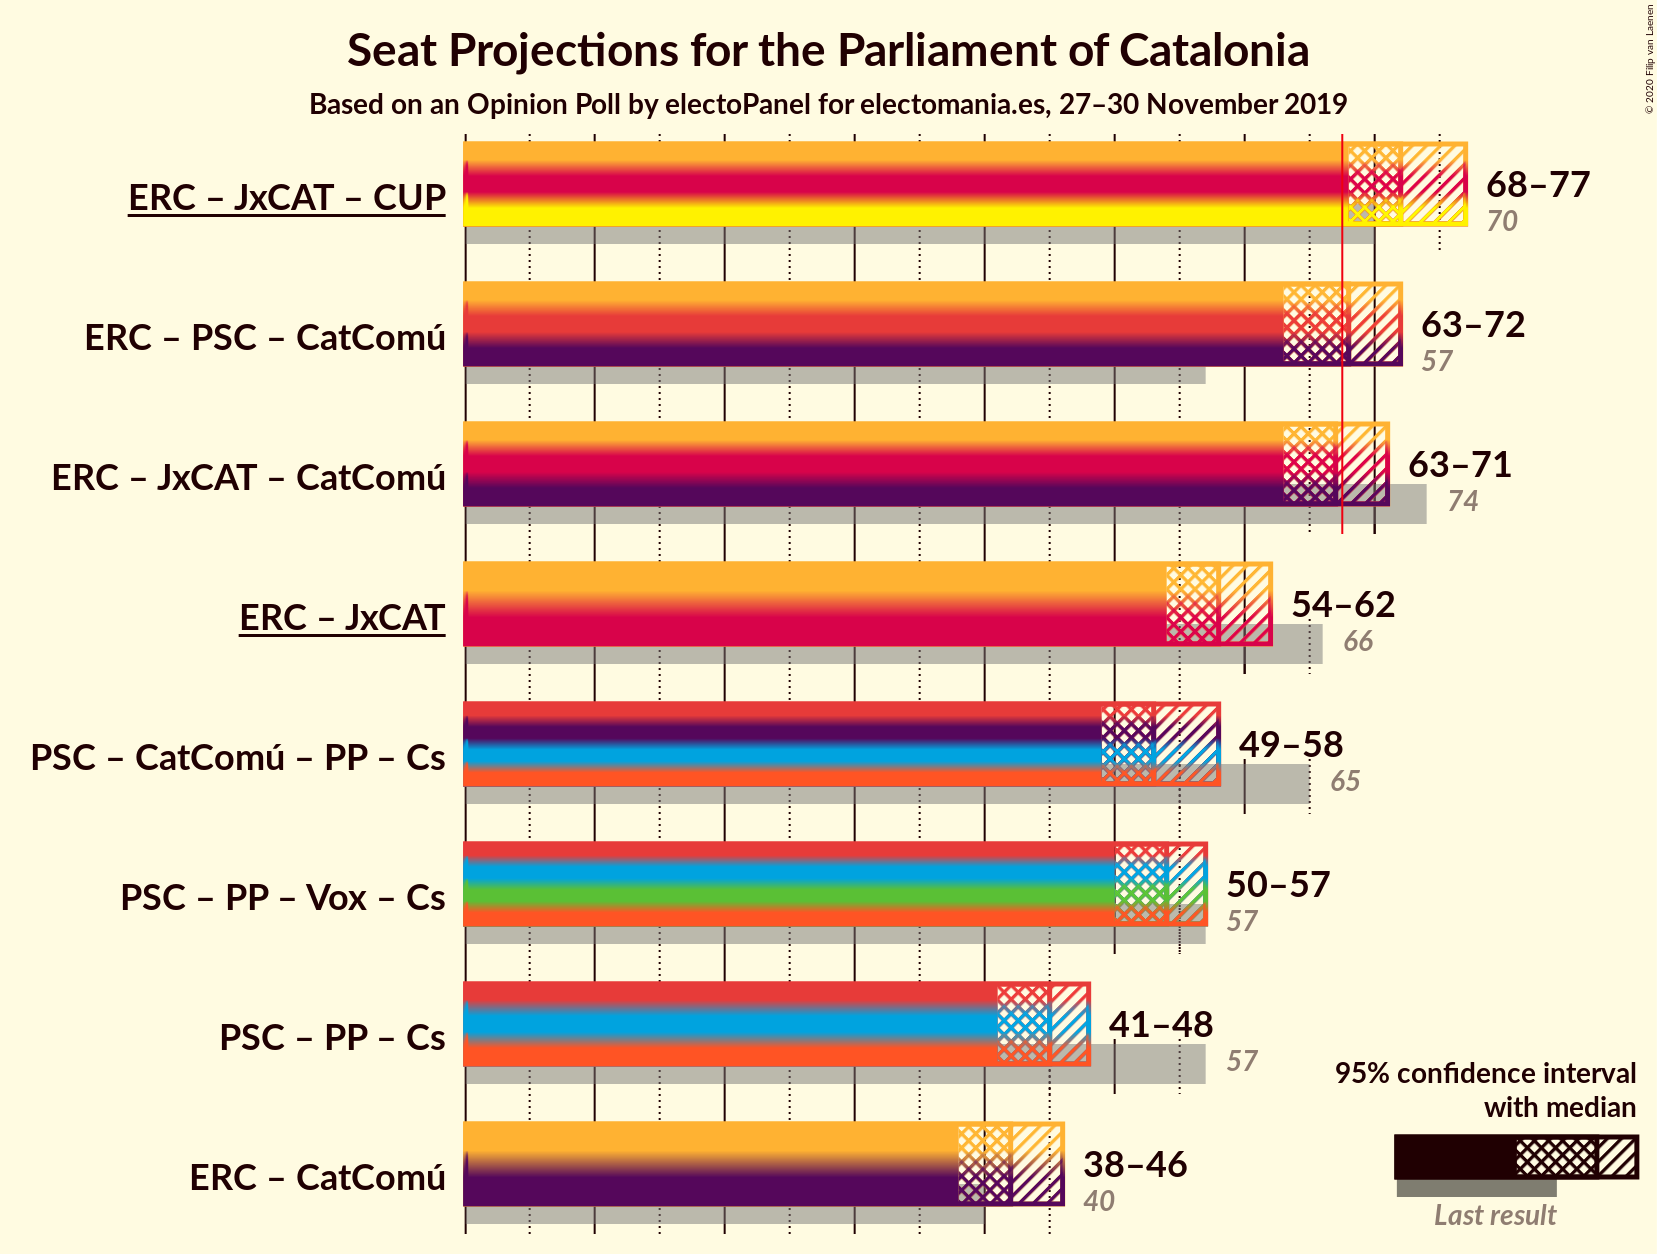 Seat Projections for the Parliament of Catalonia
Based on an Opinion Poll by electoPanel for electomania.es, 27–30 November 2019
© 2020 Filip van Laenen
ERC – JxCAT – CUP
68–77
70
ERC – PSC – CatComú
63–72
57
ERC – JxCAT – CatComú
63–71
74
ERC – JxCAT
54–62
66
PSC – CatComú – PP – Cs
49–58
65
PSC – PP – Vox – Cs
50–57
57
PSC – PP – Cs
41–48
57
ERC – CatComú
38–46
40
95% confidence interval
with median
Last result